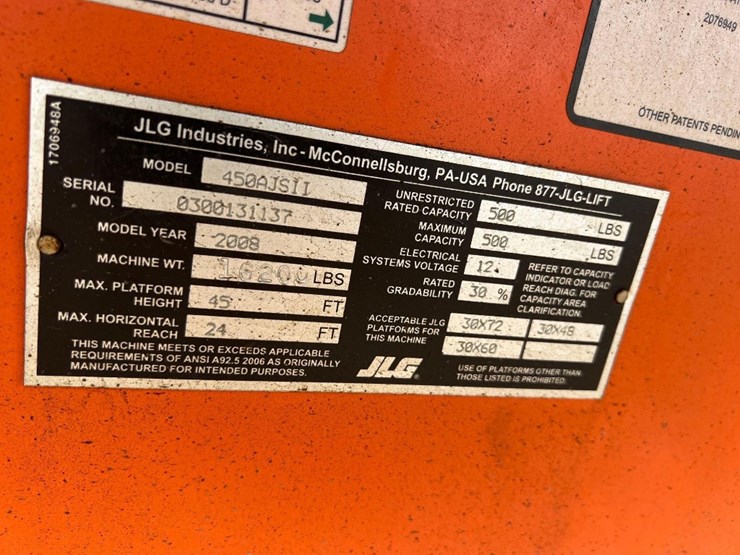 2076949
OTHER PATENTS PENDIN
1706948A
JLG Industries, Inc - McConnellsburg, PA-USA Phone 877-JLG-LIFT
MODEL 450AJSII
SERIAL NO. 0300131137
MODEL YEAR 2008
MACHINE WT. LBS
MAX. PLATFORM HEIGHT 45 FT
MAX. HORIZONTAL REACH 24 FT
THIS MACHINE MEETS OR EXCEEDS APPLICABLE
REQUIREMENTS OF ANSI A92.5 2006 AS ORIGINALLY
MANUFACTURED FOR INTENDED PURPOSES.
UNRESTRICTED
RATED CAPACITY 500 LBS
MAXIMUM
CAPACITY 500 LBS
ELECTRICAL
SYSTEMS VOLTAGE 12
RATED
GRADABILITY 30 %
REFER TO CAPACITY
INDICATOR OR LOAD
REACH DIAG. FOR
CAPACITY AREA
CLARIFICATION.
ACCEPTABLE JLG
PLATFORMS FOR
THIS MACHINE
30X72 30X48
30X60
JLG
USE OF PLATFORMS OTHER THAN
THOSE LISTED IS PROHIBITED.